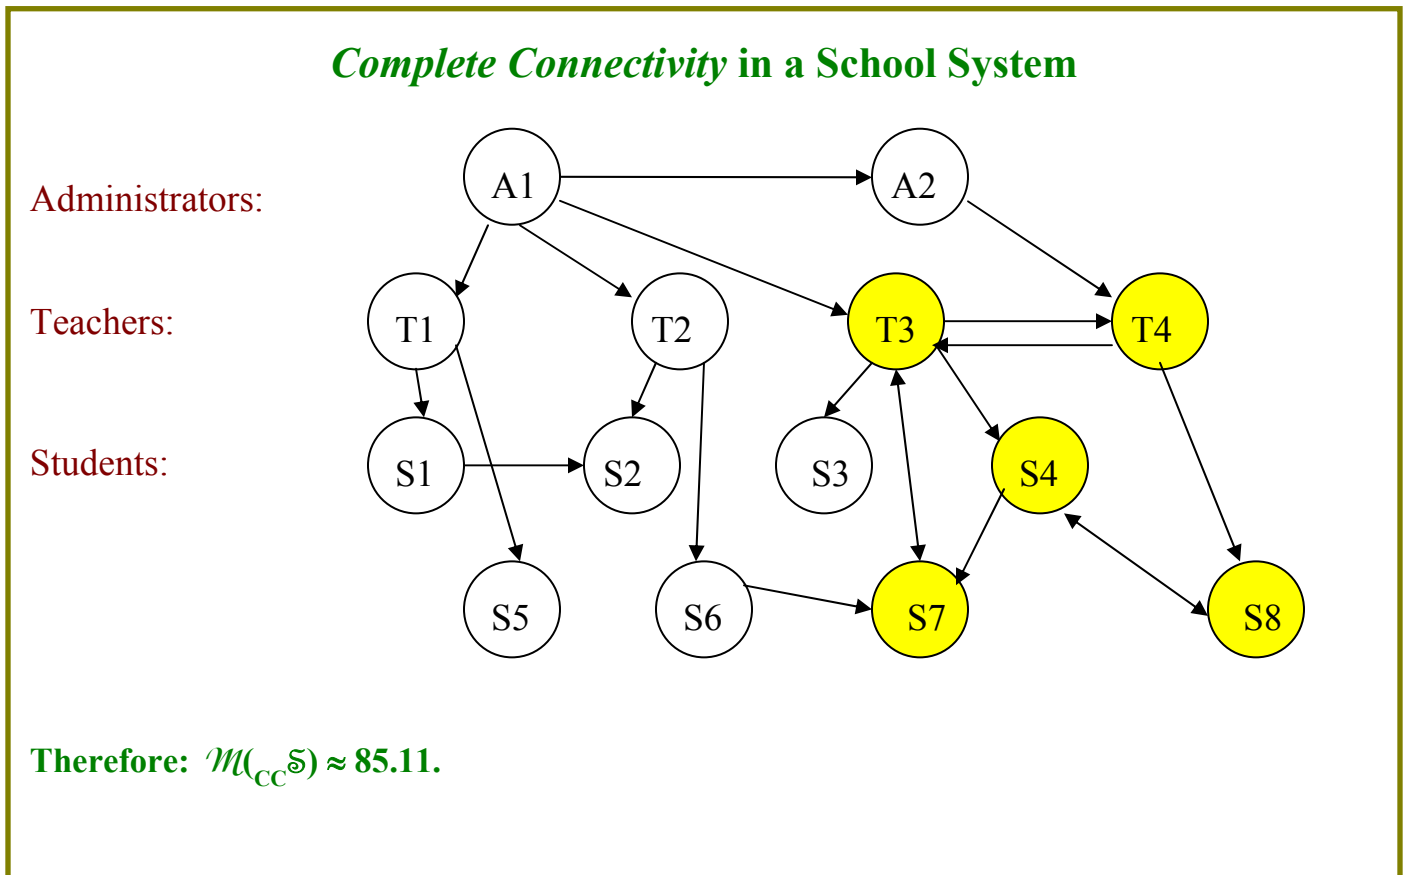 Complete Connectivity in a School System
Administrators:
A1 A2
Teachers:
T1 T2 T3 T4
Students:
S1 S2 S3 S4
S5 S6 S7 S8
Therefore: ℳ(CC𝕊) ≈ 85.11.